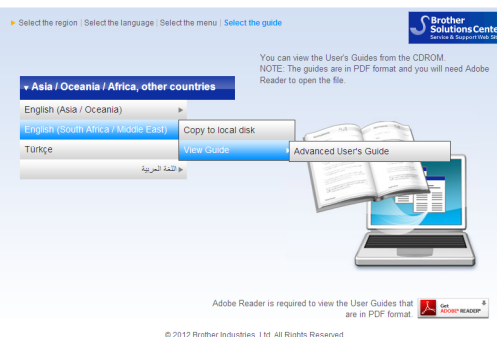 ▸ Select the region | Select the language | Select the menu | Select the guide
Brother
Solutions Cente
Service & Support Web Sit
You can view the User's Guides from the CDROM.
NOTE: The guides are in PDF format and you will need Adobe
Reader to open the file.
▾ Asia / Oceania / Africa, other countries
English (Asia / Oceania)
English (South Africa / Middle East)
Copy to local disk
Türkçe
View Guide
Advanced User's Guide
اللغة العربية
Adobe Reader is required to view the User Guides that
are in PDF format.
Get
ADOBE® READER®
© 2012 Brother Industries, Ltd. All Rights Reserved.